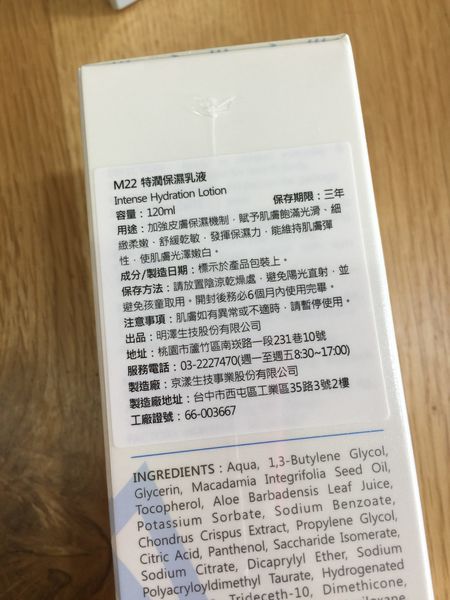 M22 特潤保濕乳液
Intense Hydration Lotion
容量：120ml 保存期限：三年
用途：加強皮膚保濕機制，賦予肌膚飽滿光滑、細
緻柔嫩、舒緩乾敏，發揮保濕力，能維持肌膚彈
性，使肌膚光澤嫩白。
成分/製造日期：標示於產品包裝上。
保存方法：請放置陰涼乾燥處，避免陽光直射，並
避免孩童取用。開封後務必6個月內使用完畢。
注意事項：肌膚如有異常或不適時，請暫停使用。
出品：明澤生技股份有限公司
地址：桃園市蘆竹區南崁路一段231巷10號
服務電話：03-2227470(週一至週五8:30~17:00)
製造廠：京漾生技事業股份有限公司
製造廠地址：台中市西屯區工業區35路3號2樓
工廠證號：66-003667
INGREDIENTS : Aqua, 1,3-Butylene Glycol,
Glycerin, Macadamia Integrifolia Seed Oil,
Tocopherol, Aloe Barbadensis Leaf Juice,
Potassium Sorbate, Sodium Benzoate,
Chondrus Crispus Extract, Propylene Glycol,
Citric Acid, Panthenol, Saccharide Isomerate,
Sodium Citrate, Dicaprylyl Ether, Sodium
Polyacryloyldimethyl Taurate, Hydrogenated
Trideceth-10, Dimethicone,